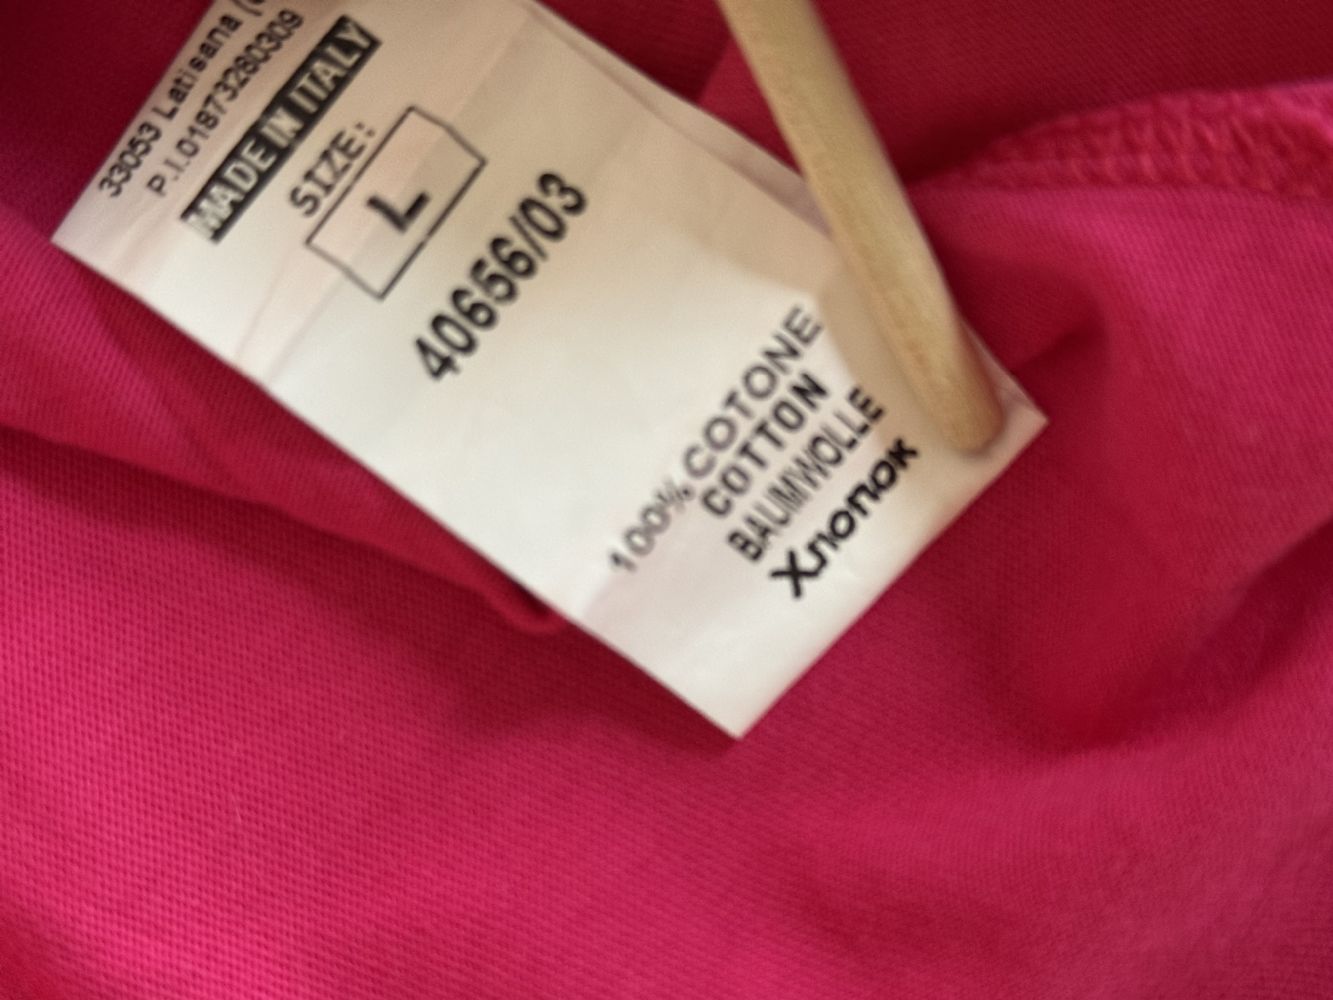 33053 Latisana (
P.I.01873280309
MADE IN ITALY
SIZE:
L
40656/03
100% COTONE
COTTON
BAUMWOLLE
Хлопок